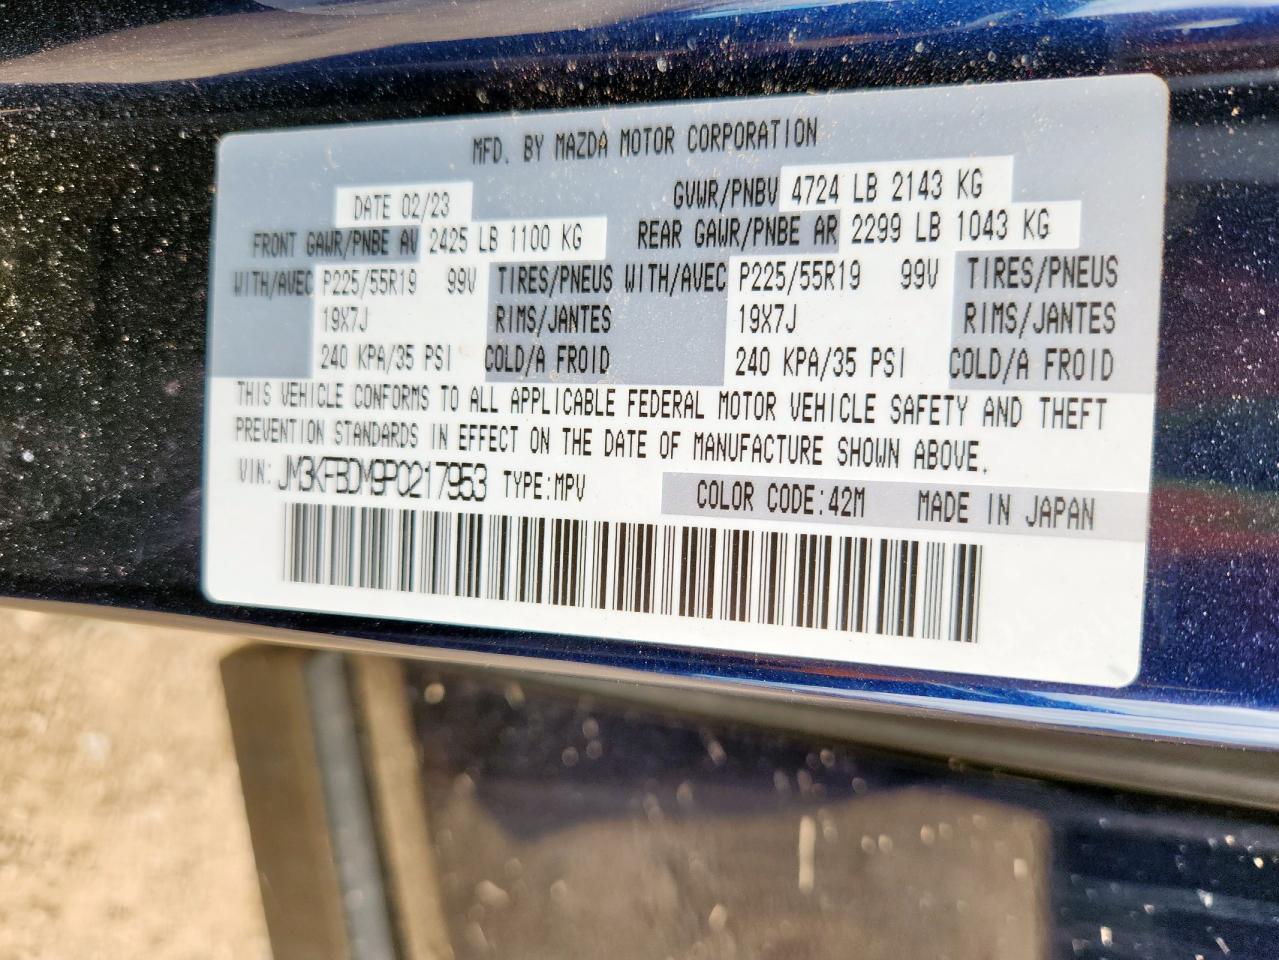 MFD. BY MAZDA MOTOR CORPORATION
DATE 02/23 GVWR/PNBV 4724 LB 2143 KG
FRONT GAWR/PNBE AV 2425 LB 1100 KG REAR GAWR/PNBE AR 2299 LB 1043 KG
WITH/AVEC P225/55R19 99V TIRES/PNEUS WITH/AVEC P225/55R19 99V TIRES/PNEUS
19X7J RIMS/JANTES 19X7J RIMS/JANTES
240 KPA/35 PSI COLD/A FROID 240 KPA/35 PSI COLD/A FROID
THIS VEHICLE CONFORMS TO ALL APPLICABLE FEDERAL MOTOR VEHICLE SAFETY AND THEFT
PREVENTION STANDARDS IN EFFECT ON THE DATE OF MANUFACTURE SHOWN ABOVE.
VIN: JM3KFBDM9P0217953 TYPE:MPV COLOR CODE:42M MADE IN JAPAN